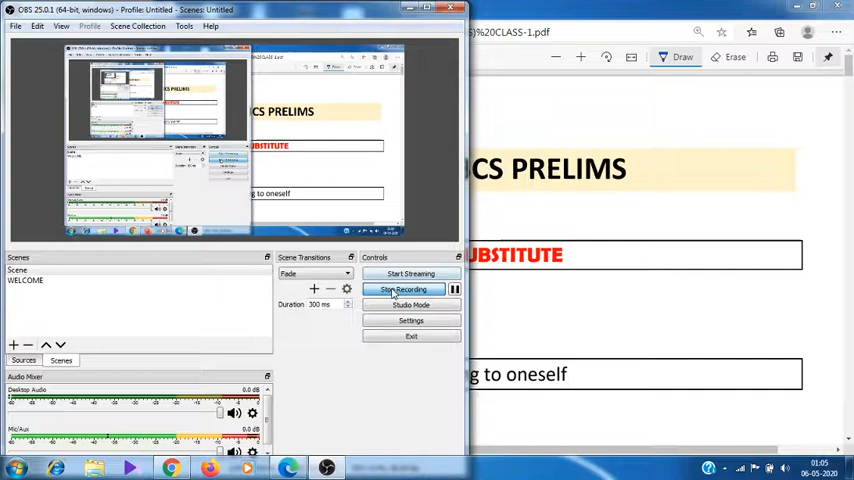 OBS 25.0.1 (64-bit, windows) - Profile: Untitled - Scenes: Untitled
File Edit View Profile Scene Collection Tools Help
CS PRELIMS
UBSTITUTE
g to oneself
Scenes
Scene
WELCOME
Sources Scenes
Scene Transitions
Fade
Duration 300 ms
Controls
Start Streaming
Stop Recording
Studio Mode
Settings
Exit
Audio Mixer
Desktop Audio 0.0 dB
Mic/Aux 0.0 dB
%20CLASS-1.pdf
Draw Erase
CS PRELIMS
UBSTITUTE
g to oneself
01:05
06-05-2020